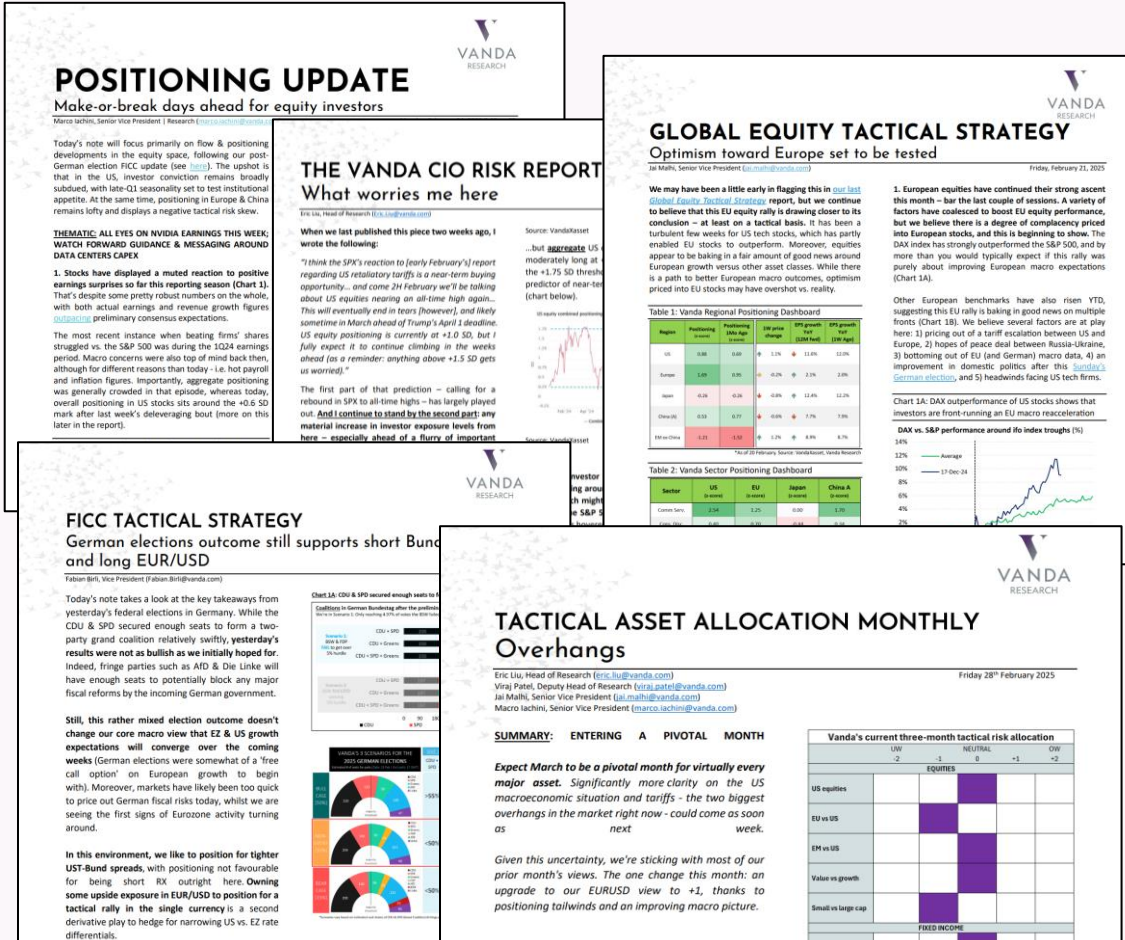 VANDA
RESEARCH
POSITIONING UPDATE
Make-or-break days ahead for equity investors
Marco Iachini, Senior Vice President | Research (marco.iachini@vanda.co
Today's note will focus primarily on flow & positioning
developments in the equity space, following our post-
German election FICC update (see here). The upshot is
that in the US, investor conviction remains broadly
subdued, with late-Q1 seasonality set to test institutional
appetite. At the same time, positioning in Europe & China
remains lofty and displays a negative tactical risk skew.
THEMATIC: ALL EYES ON NVIDIA EARNINGS THIS WEEK;
WATCH FORWARD GUIDANCE & MESSAGING AROUND
DATA CENTERS CAPEX
1. Stocks have displayed a muted reaction to positive
earnings surprises so far this reporting season (Chart 1).
That's despite some pretty robust numbers on the whole,
with both actual earnings and revenue growth figures
outpacing preliminary consensus expectations.
The most recent instance when beating firms' shares
struggled vs. the S&P 500 was during the 1Q24 earnings
period. Macro concerns were also top of mind back then,
although for different reasons than today - i.e. hot payroll
and inflation figures. Importantly, aggregate positioning
was generally crowded in that episode, whereas today,
overall positioning in US stocks sits around the +0.6 SD
mark after last week's deleveraging bout (more on this
later in the report).
THE VANDA CIO RISK REPORT
What worries me here
Eric Liu, Head of Research (Eric.Liu@vanda.com)
When we last published this piece two weeks ago, I
wrote the following:
"I think the SPX's reaction to [early February's] report
regarding US retaliatory tariffs is a near-term buying
opportunity... and come 2H February we'll be talking
about US equities nearing an all-time high again...
This will eventually end in tears [however], and likely
sometime in March ahead of Trump's April 1 deadline.
US equity positioning is currently at +1.0 SD, but I
fully expect it to continue climbing in the weeks
ahead (as a reminder: anything above +1.5 SD gets
us worried)."
The first part of that prediction – calling for a
rebound in SPX to all-time highs – has largely played
out. And I continue to stand by the second part: any
material increase in investor exposure levels from
here – especially ahead of a flurry of important
Source: VandaXasset
...but aggregate US
moderately long at
the +1.75 SD thresh
predictor of near-ter
(chart below).
US equity combined positionin
Feb '24 Apr '24
Source: VandaXasset
VANDA
RESEARCH
GLOBAL EQUITY TACTICAL STRATEGY
Optimism toward Europe set to be tested
Jai Malhi, Senior Vice President (jai.malhi@vanda.com)
Friday, February 21, 2025
We may have been a little early in flagging this in our last
Global Equity Tactical Strategy report, but we continue
to believe that this EU equity rally is drawing closer to its
conclusion – at least on a tactical basis. It has been a
turbulent few weeks for US tech stocks, which has partly
enabled EU stocks to outperform. Moreover, equities
appear to be baking in a fair amount of good news around
European growth versus other asset classes. While there
is a path to better European macro outcomes, optimism
priced into EU stocks may have overshot vs. reality.
Table 1: Vanda Regional Positioning Dashboard
Region Positioning (z-score) Positioning 1Mo Ago (z-score) 1W price change EPS growth YoY (12M fwd) EPS growth YoY (1W Ago)
US 0.88 0.69 1.1% 11.6% 12.0%
Europe 1.69 0.95 -0.2% 2.1% 2.0%
Japan -0.26 -0.26 -0.8% 12.4% 12.2%
China (A) 0.53 0.77 -0.6% 7.7% 7.9%
EM ex-China -1.21 -1.52 1.2% 8.9% 8.7%
*As of 20 February. Source: VandaXasset, Vanda Research
Table 2: Vanda Sector Positioning Dashboard
Sector US (z-score) EU (z-score) Japan (z-score) China A (z-score)
Comm Serv. 2.54 1.25 0.00 1.70
1. European equities have continued their strong ascent
this month – bar the last couple of sessions. A variety of
factors have coalesced to boost EU equity performance,
but we believe there is a degree of complacency priced
into European stocks, and this is beginning to show. The
DAX index has strongly outperformed the S&P 500, and by
more than you would typically expect if this rally was
purely about improving European macro expectations
(Chart 1A).
Other European benchmarks have also risen YTD,
suggesting this EU rally is baking in good news on multiple
fronts (Chart 1B). We believe several factors are at play
here: 1) pricing out of a tariff escalation between US and
Europe, 2) hopes of peace deal between Russia-Ukraine,
3) bottoming out of EU (and German) macro data, 4) an
improvement in domestic politics after this Sunday's
German election, and 5) headwinds facing US tech firms.
Chart 1A: DAX outperformance of US stocks shows that
investors are front-running an EU macro reacceleration
DAX vs. S&P performance around ifo index troughs (%)
14%
12%
10%
8%
6%
4%
2%
Average
17-Dec-24
VANDA
RESEARCH
FICC TACTICAL STRATEGY
German elections outcome still supports short Bund
and long EUR/USD
Fabian Birli, Vice President (Fabian.Birli@vanda.com)
Today's note takes a look at the key takeaways from
yesterday's federal elections in Germany. While the
CDU & SPD secured enough seats to form a two-
party grand coalition relatively swiftly, yesterday's
results were not as bullish as we initially hoped for.
Indeed, fringe parties such as AfD & Die Linke will
have enough seats to potentially block any major
fiscal reforms by the incoming German government.
Still, this rather mixed election outcome doesn't
change our core macro view that EZ & US growth
expectations will converge over the coming
weeks (German elections were somewhat of a 'free
call option' on European growth to begin
with). Moreover, markets have likely been too quick
to price out German fiscal risks today, whilst we are
seeing the first signs of Eurozone activity turning
around.
In this environment, we like to position for tighter
UST-Bund spreads, with positioning not favourable
for being short RX outright here. Owning
some upside exposure in EUR/USD to position for a
tactical rally in the single currency is a second
derivative play to hedge for narrowing US vs. EZ rate
differentials.
Chart 1A: CDU & SPD secured enough seats to f
Coalitions in German Bundestag after the prelimin
CDU + SPD
CDU + Greens
CDU + SPD + Greens
CDU + SPD
CDU + Greens
CDU + SPD + Greens
CDU
SPD
VANDA'S 3 SCENARIOS FOR THE
2025 GERMAN ELECTIONS
VANDA
RESEARCH
TACTICAL ASSET ALLOCATION MONTHLY
Overhangs
Eric Liu, Head of Research (eric.liu@vanda.com)
Viraj Patel, Deputy Head of Research (viraj.patel@vanda.com)
Jai Malhi, Senior Vice President (jai.malhi@vanda.com)
Macro Iachini, Senior Vice President (marco.iachini@vanda.com)
Friday 28th February 2025
SUMMARY: ENTERING A PIVOTAL MONTH
Expect March to be a pivotal month for virtually every
major asset. Significantly more clarity on the US
macroeconomic situation and tariffs - the two biggest
overhangs in the market right now - could come as soon
as next week.
Given this uncertainty, we're sticking with most of our
prior month's views. The one change this month: an
upgrade to our EURUSD view to +1, thanks to
positioning tailwinds and an improving macro picture.
Vanda's current three-month tactical risk allocation
UW NEUTRAL OW
-2 -1 0 +1 +2
EQUITIES
US equities
EU vs US
EM vs US
Value vs growth
Small vs large cap
FIXED INCOME